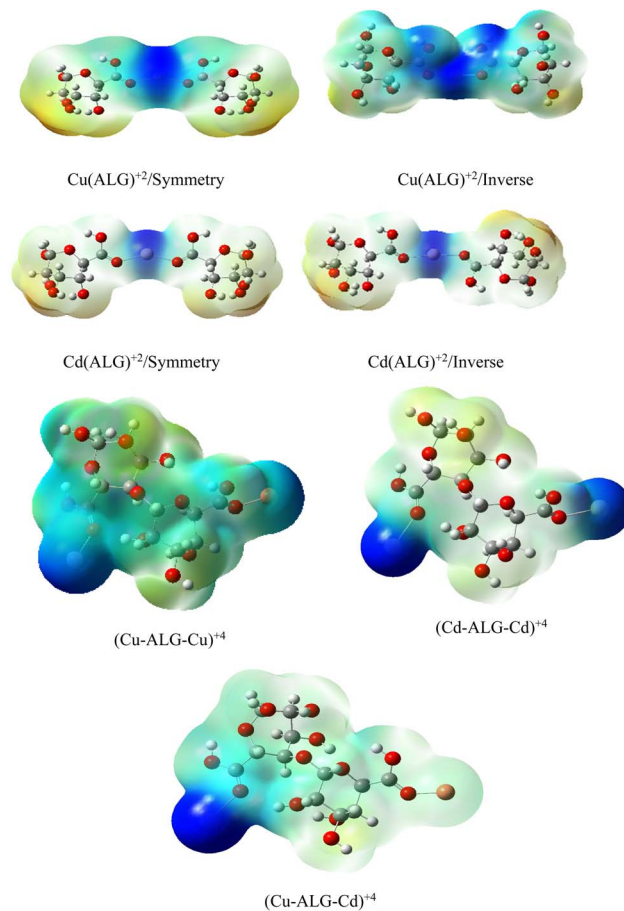 Cu(ALG)⁺²/Symmetry
Cu(ALG)⁺²/Inverse
Cd(ALG)⁺²/Symmetry
Cd(ALG)⁺²/Inverse
(Cu-ALG-Cu)⁺⁴
(Cd-ALG-Cd)⁺⁴
(Cu-ALG-Cd)⁺⁴